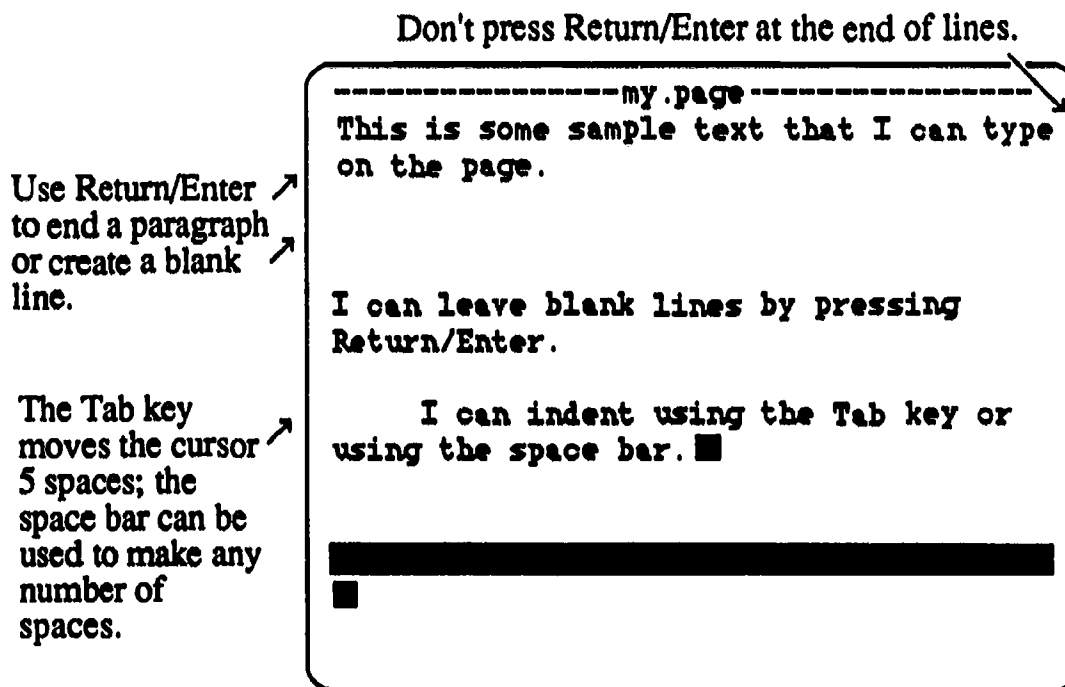 Don't press Return/Enter at the end of lines.
----------------my.page----------------
This is some sample text that I can type
on the page.
Use Return/Enter
to end a paragraph
or create a blank
line.
I can leave blank lines by pressing
Return/Enter.
The Tab key
moves the cursor
5 spaces; the
space bar can be
used to make any
number of
spaces.
I can indent using the Tab key or
using the space bar.